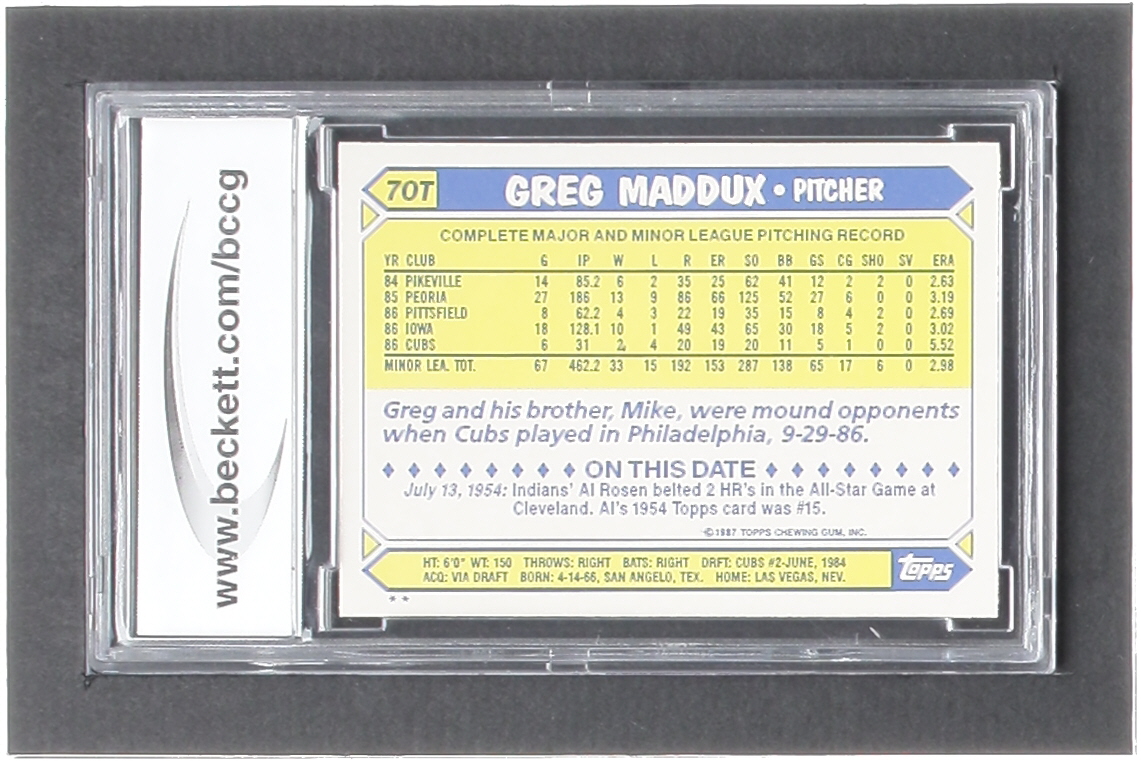 www.beckett.com/bccg
70T GREG MADDUX • PITCHER
COMPLETE MAJOR AND MINOR LEAGUE PITCHING RECORD
YR CLUB G IP W L R ER SO BB GS CG SHO SV ERA
84 PIKEVILLE 14 85.2 6 2 35 25 62 41 12 2 2 0 2.63
85 PEORIA 27 186 13 9 86 66 125 52 27 6 0 0 3.19
86 PITTSFIELD 8 62.2 4 3 22 19 35 15 8 4 2 0 2.69
86 IOWA 18 128.1 10 1 49 43 65 30 18 5 2 0 3.02
86 CUBS 6 31 2 4 20 19 20 11 5 1 0 0 5.52
MINOR LEA. TOT. 67 462.2 33 15 192 153 287 138 65 17 6 0 2.98
Greg and his brother, Mike, were mound opponents
when Cubs played in Philadelphia, 9-29-86.
ON THIS DATE
July 13, 1954: Indians' Al Rosen belted 2 HR's in the All-Star Game at
Cleveland. Al's 1954 Topps card was #15.
©1987 TOPPS CHEWING GUM, INC.
HT: 6'0" WT: 150 THROWS: RIGHT BATS: RIGHT DRFT: CUBS #2-JUNE, 1984
ACQ: VIA DRAFT BORN: 4-14-66, SAN ANGELO, TEX. HOME: LAS VEGAS, NEV.
topps
* *